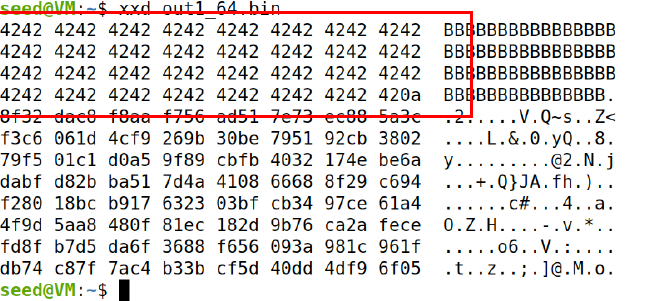 seed@VM:~$ xxd out1_64.bin
4242 4242 4242 4242 4242 4242 4242 4242 BBBBBBBBBBBBBBBB
4242 4242 4242 4242 4242 4242 4242 4242 BBBBBBBBBBBBBBBB
4242 4242 4242 4242 4242 4242 4242 4242 BBBBBBBBBBBBBBBB
4242 4242 4242 4242 4242 4242 4242 420a BBBBBBBBBBBBBBB.
8f32 dac8 f8aa f756 ad51 7e73 ec88 5a3c .2.....V.Q~s..Z<
f3c6 061d 4cf9 269b 30be 7951 92cb 3802 ....L.&.0.yQ..8.
79f5 01c1 d0a5 9f89 cbfb 4032 174e be6a y.........@2.N.j
dabf d82b ba51 7d4a 4108 6668 8f29 c694 ...+.Q}JA.fh.)..
f280 18bc b917 6323 03bf cb34 97ce 61a4 ......c#...4..a.
4f9d 5aa8 480f 81ec 182d 9b76 ca2a fece O.Z.H....-.v.*..
fd8f b7d5 da6f 3688 f656 093a 981c 961f .....o6..V.:....
db74 c87f 7ac4 b33b cf5d 40dd 4df9 6f05 .t..z..;.]@.M.o.
seed@VM:~$